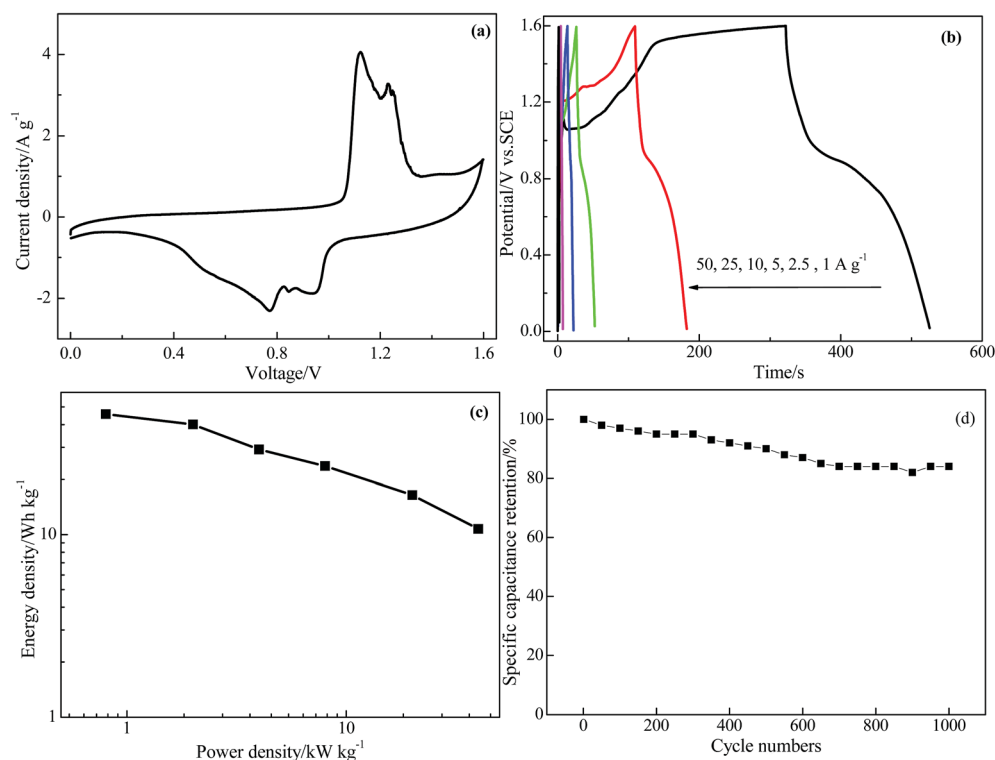 (a)
Current density/A g-1
4
2
0
-2
0.0 0.4 0.8 1.2 1.6
Voltage/V
(b)
Potential/V vs.SCE
1.6
1.2
0.8
0.4
0.0
50, 25, 10, 5, 2.5 , 1 A g-1
0 200 400 600
Time/s
(c)
Energy density/Wh kg-1
10
1
1 10
Power density/kW kg-1
(d)
Specific capacitance retention/%
100
80
60
40
20
0
0 200 400 600 800 1000
Cycle numbers